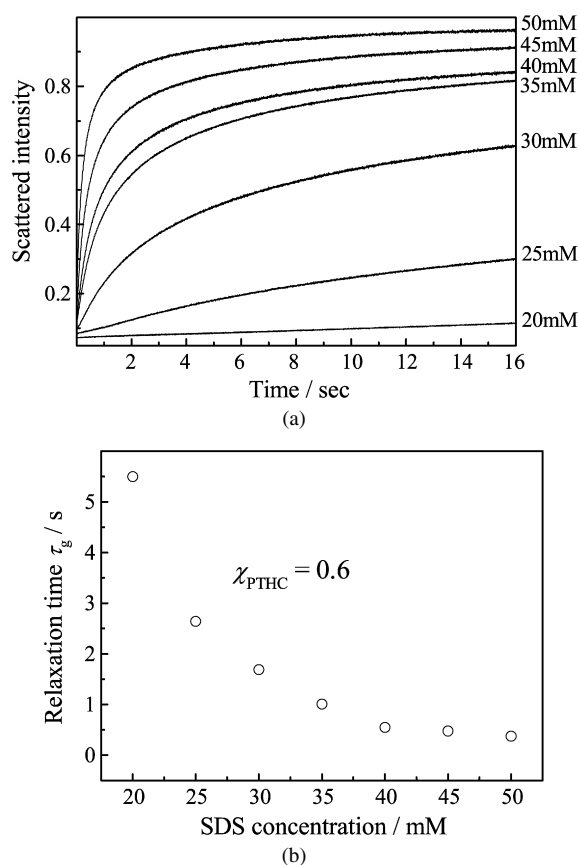 50mM
45mM
40mM
35mM
30mM
25mM
20mM
0.8
0.6
0.4
0.2
Scattered intensity
2 4 6 8 10 12 14 16
Time / sec
(a)
5
4
3
2
1
0
Relaxation time τg / s
χPTHC = 0.6
20 25 30 35 40 45 50
SDS concentration / mM
(b)